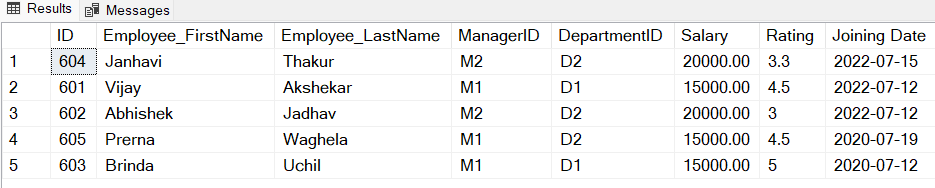 Results Messages
ID Employee_FirstName Employee_LastName ManagerID DepartmentID Salary Rating Joining Date
1 604 Janhavi Thakur M2 D2 20000.00 3.3 2022-07-15
2 601 Vijay Akshekar M1 D1 15000.00 4.5 2022-07-12
3 602 Abhishek Jadhav M2 D2 20000.00 3 2022-07-12
4 605 Prerna Waghela M1 D2 15000.00 4.5 2020-07-19
5 603 Brinda Uchil M1 D1 15000.00 5 2020-07-12